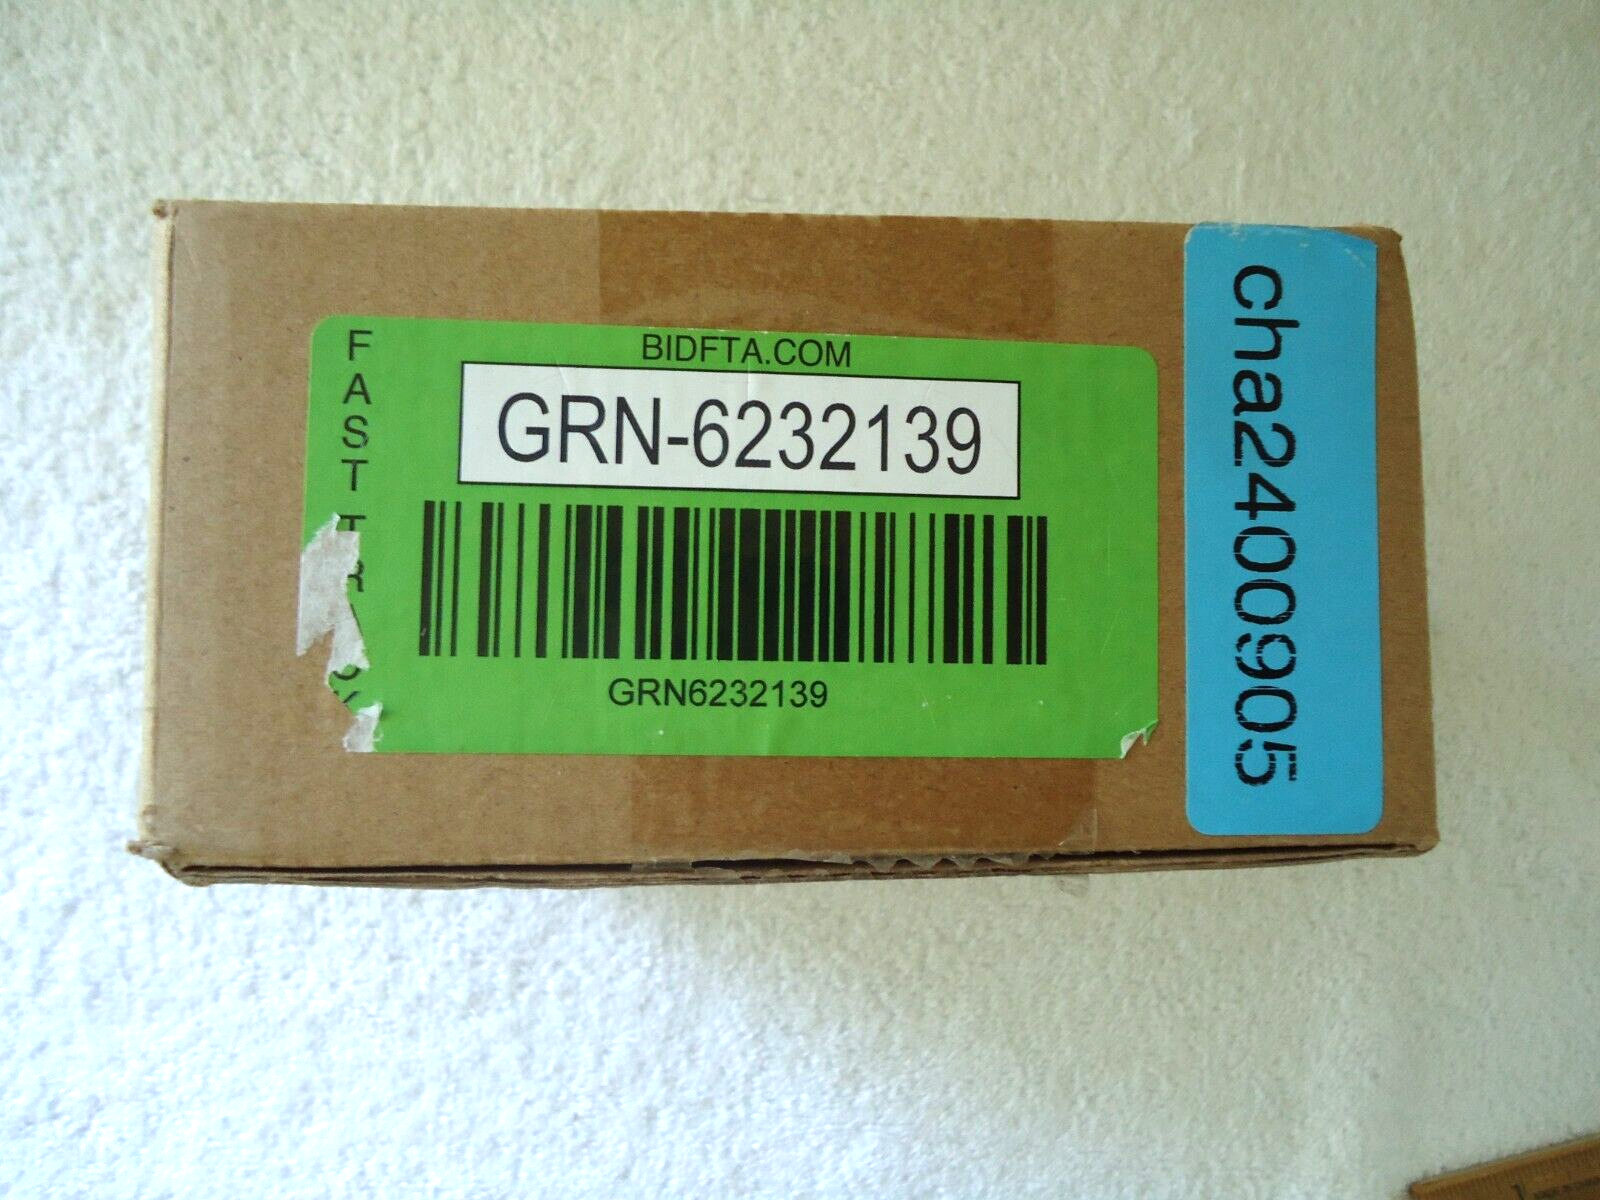 BIDFTA.COM
GRN-6232139
GRN6232139
FAST
cha2400905